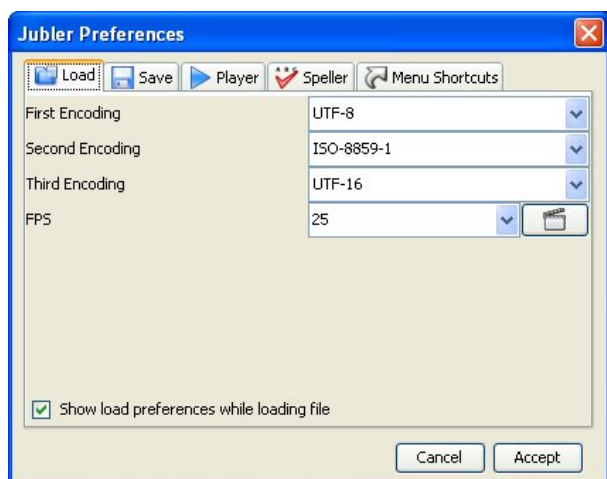 Jubler Preferences
Load Save Player Speller Menu Shortcuts
First Encoding UTF-8
Second Encoding ISO-8859-1
Third Encoding UTF-16
FPS 25
Show load preferences while loading file
Cancel Accept